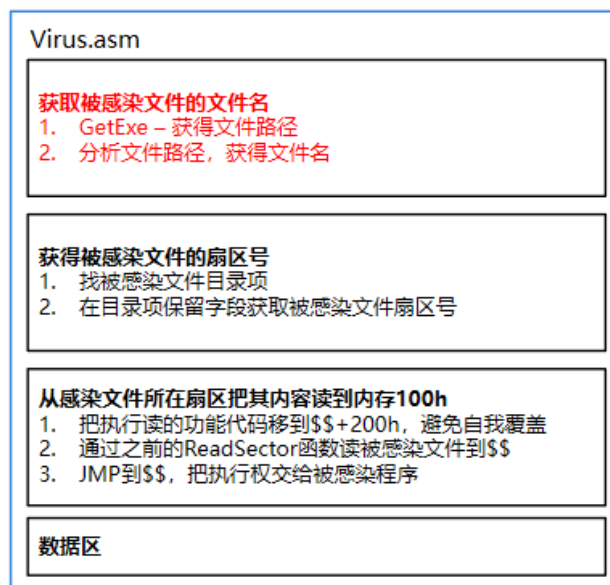 Virus.asm
获取被感染文件的文件名
1. GetExe – 获得文件路径
2. 分析文件路径，获得文件名
获得被感染文件的扇区号
1. 找被感染文件目录项
2. 在目录项保留字段获取被感染文件扇区号
从感染文件所在扇区把其内容读到内存100h
1. 把执行读的功能代码移到$$+200h，避免自我覆盖
2. 通过之前的ReadSector函数读被感染文件到$$
3. JMP到$$，把执行权交给被感染程序
数据区